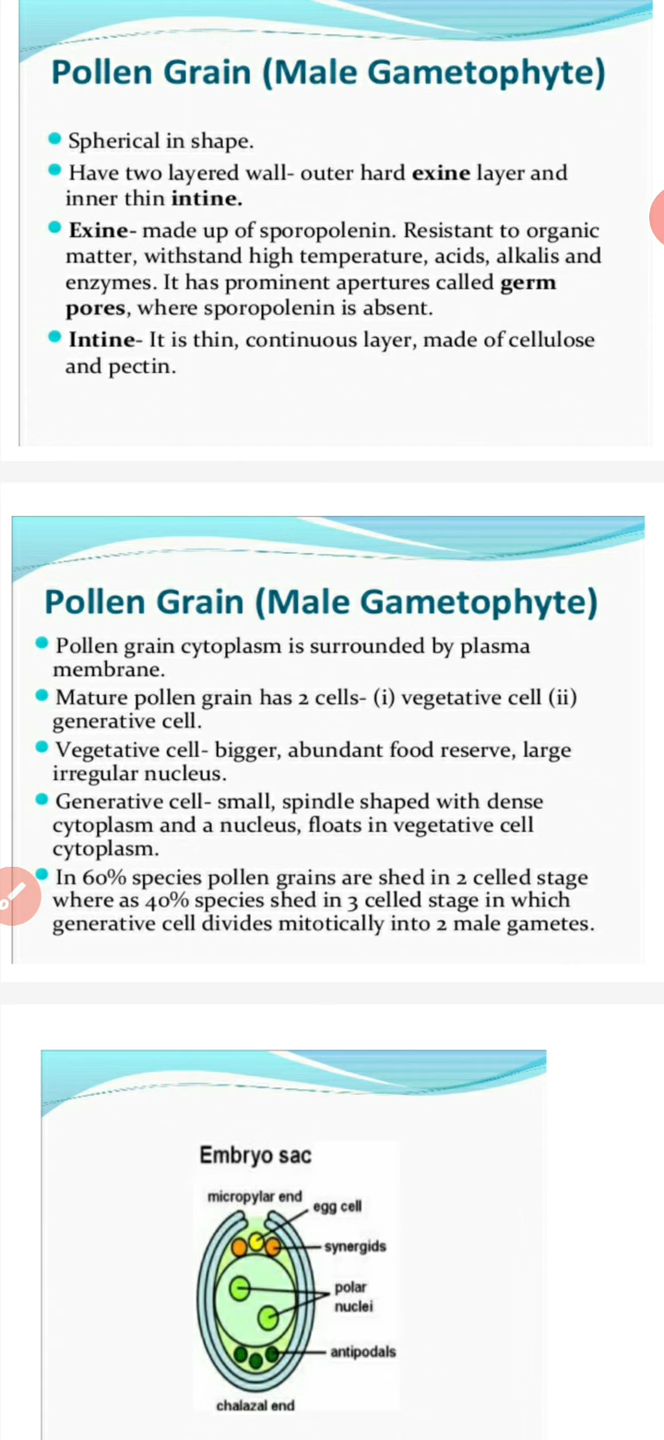 Pollen Grain (Male Gametophyte)
Spherical in shape.
Have two layered wall- outer hard exine layer and
inner thin intine.
Exine- made up of sporopolenin. Resistant to organic
matter, withstand high temperature, acids, alkalis and
enzymes. It has prominent apertures called germ
pores, where sporopolenin is absent.
Intine- It is thin, continuous layer, made of cellulose
and pectin.
Pollen Grain (Male Gametophyte)
Pollen grain cytoplasm is surrounded by plasma
membrane.
Mature pollen grain has 2 cells- (i) vegetative cell (ii)
generative cell.
Vegetative cell- bigger, abundant food reserve, large
irregular nucleus.
Generative cell- small, spindle shaped with dense
cytoplasm and a nucleus, floats in vegetative cell
cytoplasm.
In 60% species pollen grains are shed in 2 celled stage
where as 40% species shed in 3 celled stage in which
generative cell divides mitotically into 2 male gametes.
Embryo sac
micropylar end
egg cell
synergids
polar
nuclei
antipodals
chalazal end